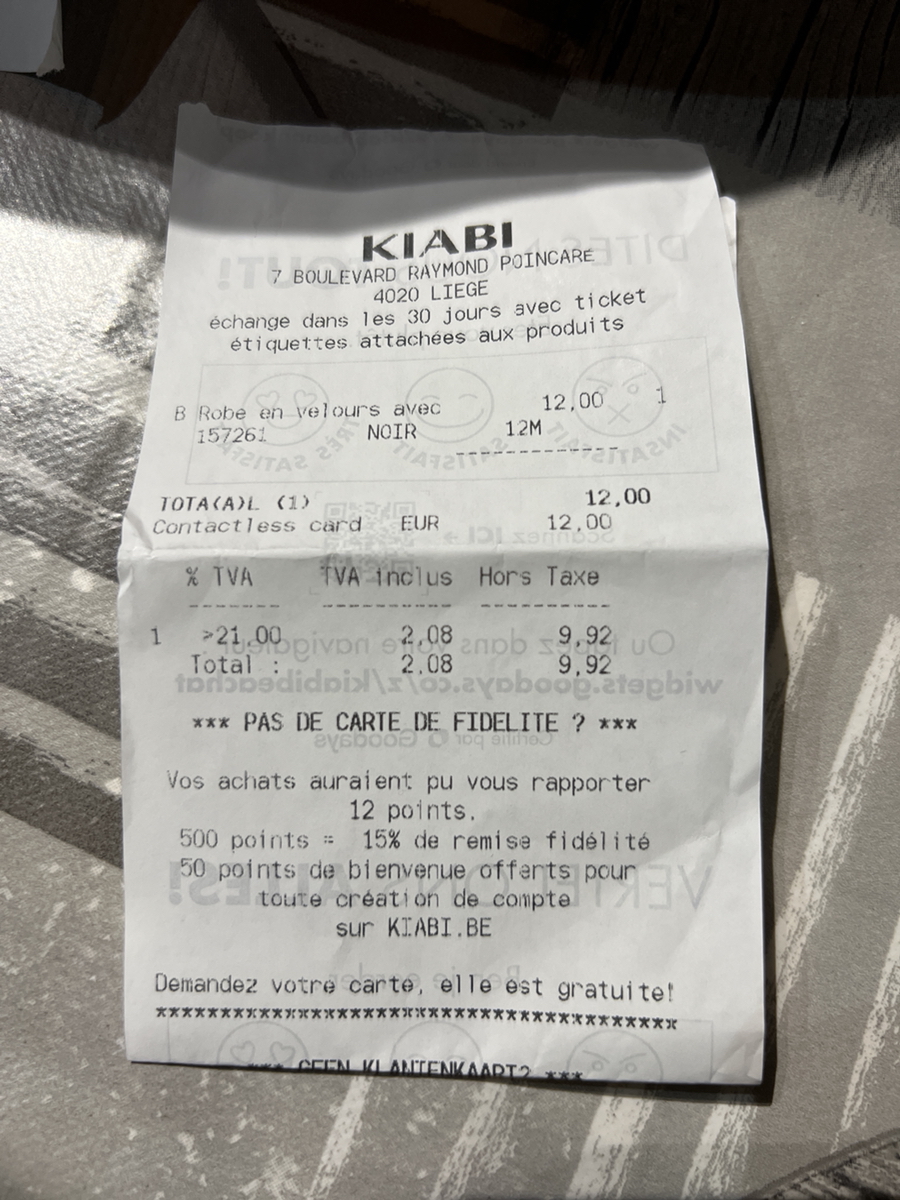 KIABI
7 BOULEVARD RAYMOND POINCARE
4020 LIEGE
échange dans les 30 jours avec ticket
étiquettes attachées aux produits
B Robe en velours avec 12,00 1
157261 NOIR 12M
------------
TOTA(A)L (1) 12,00
Contactless card EUR 12,00
% TVA TVA inclus Hors Taxe
------- ---------- ----------
1 >21,00 2,08 9,92
Total : 2,08 9,92
*** PAS DE CARTE DE FIDELITE ? ***
Vos achats auraient pu vous rapporter
12 points.
500 points = 15% de remise fidélité
50 points de bienvenue offerts pour
toute création de compte
sur KIABI.BE
Demandez votre carte, elle est gratuite!
****************************************
*** GEEN KLANTENKAART? ***